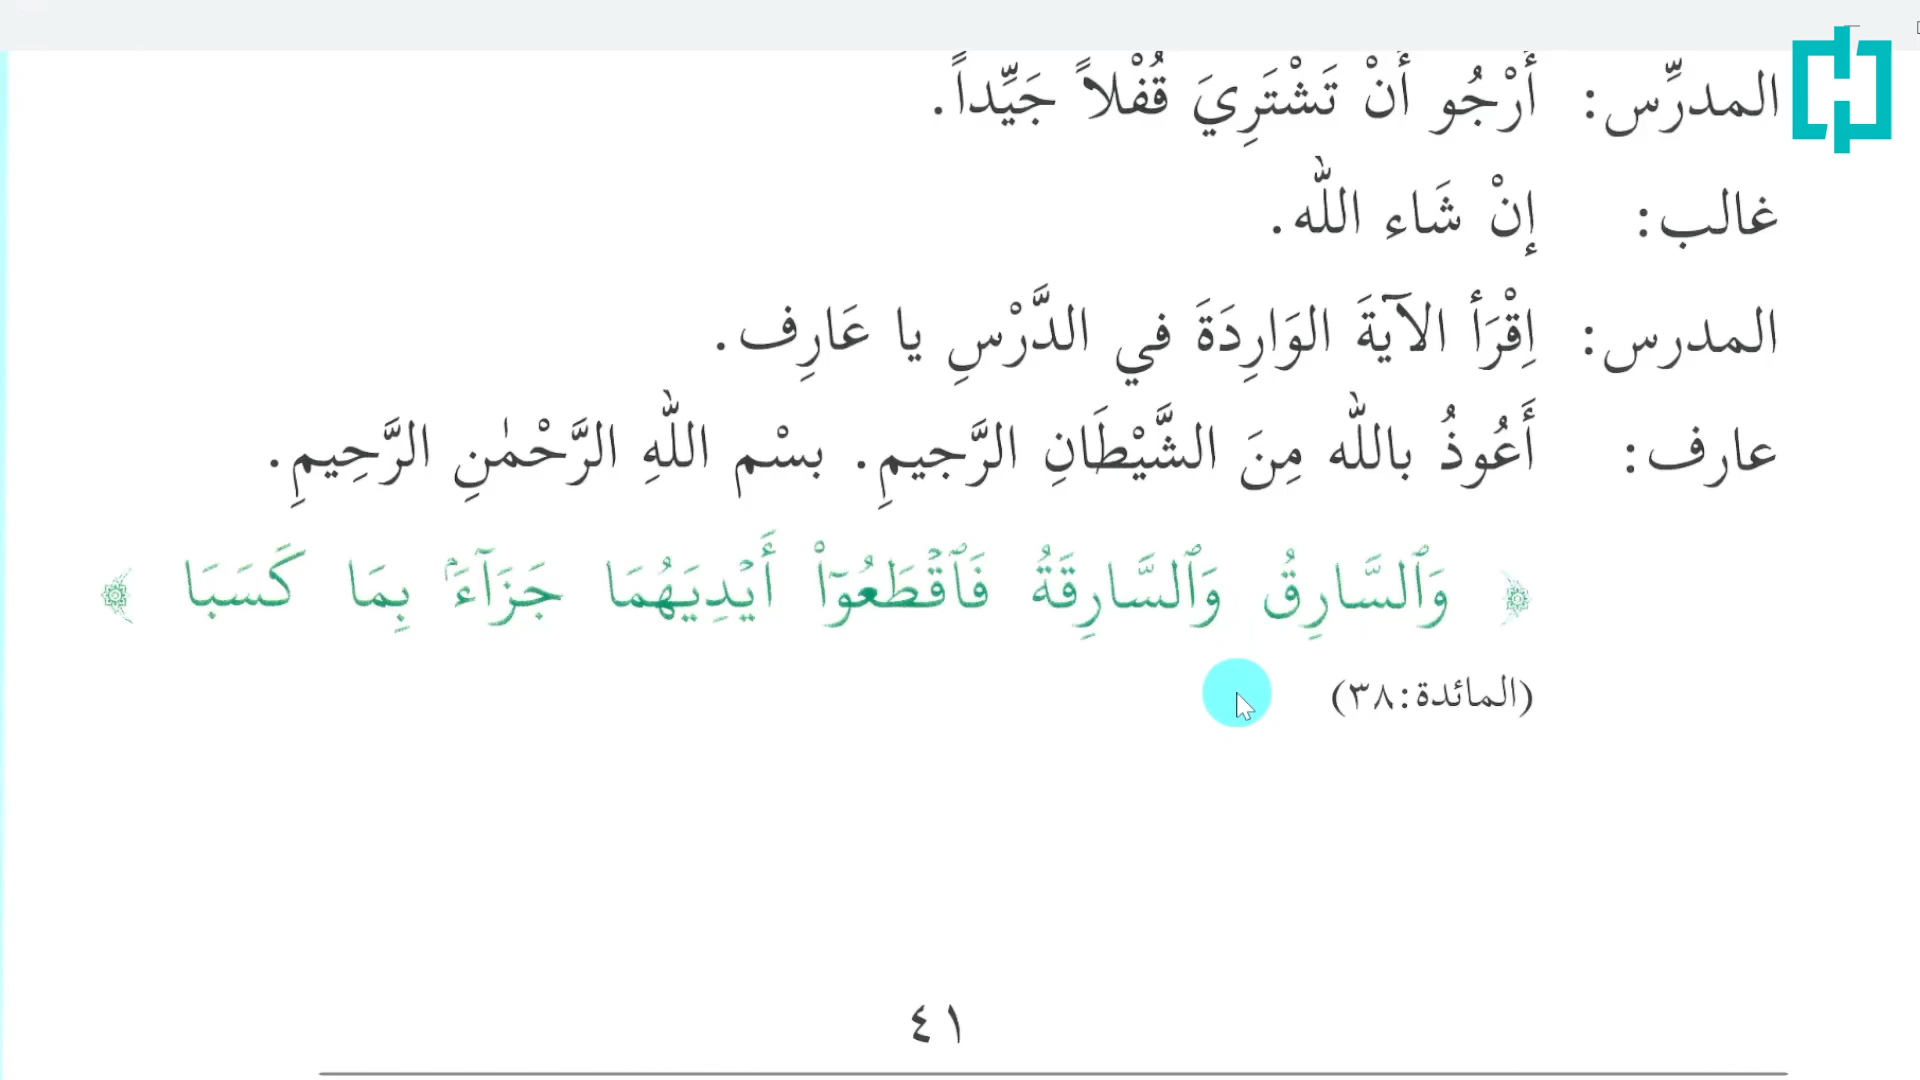 المدرِّس: أَرْجُو أَنْ تَشْتَرِيَ قُفْلاً جَيِّداً.
غالب: إِنْ شَاء اللّٰه.
المدرس: اِقْرَأ الآيَةَ الوَارِدَةَ في الدَّرْسِ يا عَارِف.
عارف: أَعُوذُ باللّٰه مِنَ الشَّيْطَانِ الرَّجيمِ. بسْم اللّٰهِ الرَّحْمٰنِ الرَّحِيمِ.
﴿ وَٱلسَّارِقُ وَٱلسَّارِقَةُ فَٱقْطَعُوٓا۟ أَيْدِيَهُمَا جَزَآءًۢ بِمَا كَسَبَا ﴾
(المائدة:٣٨)
٤١